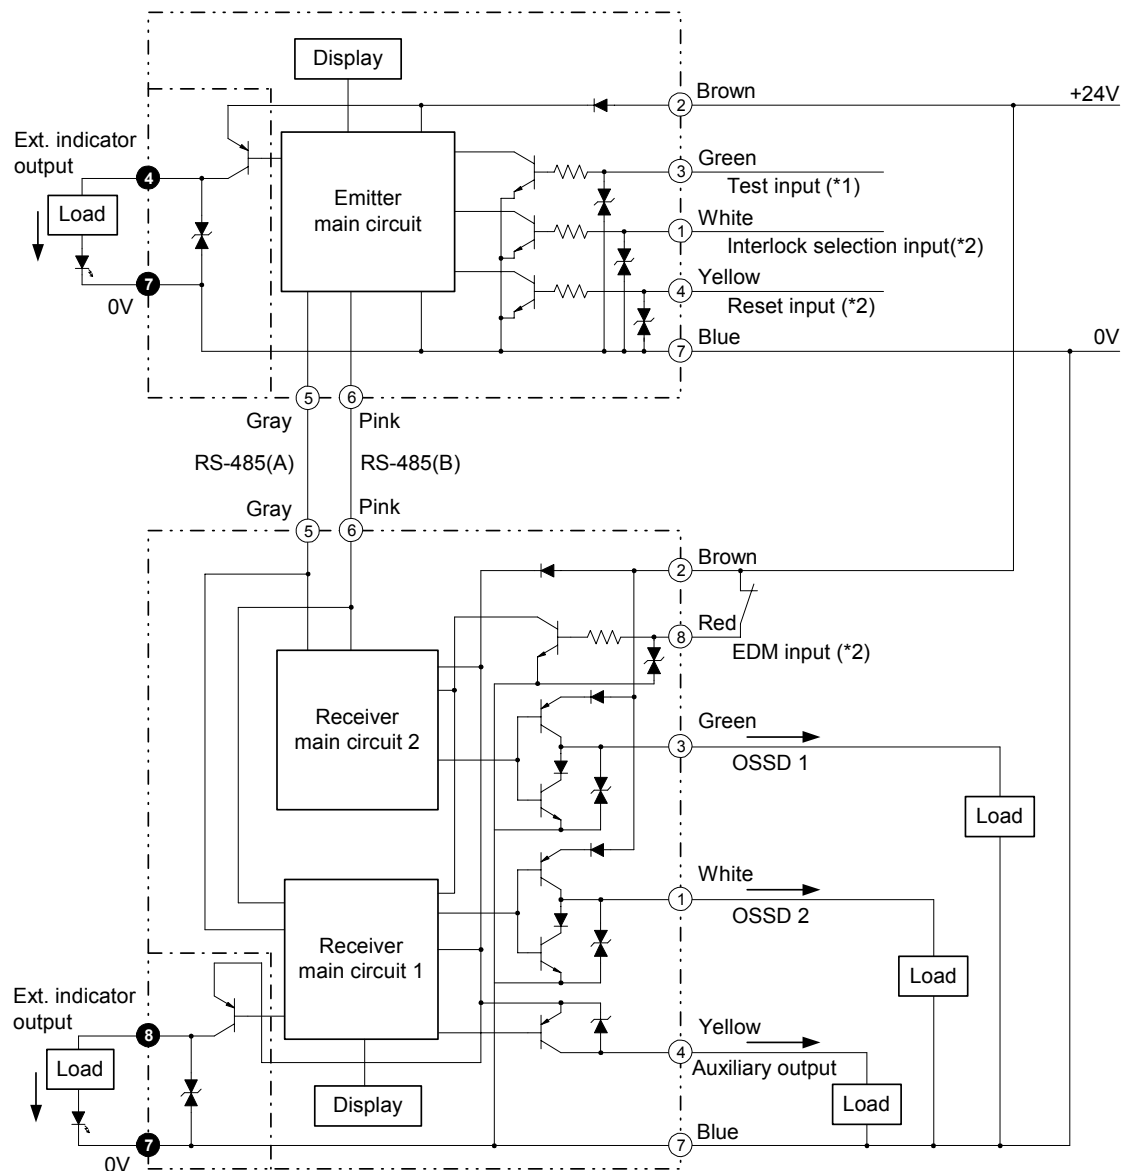 Display
2
Brown
+24V
Ext. indicator
output
4
Load
7
0V
Emitter
main circuit
Green
3
Test input (*1)
White
1
Interlock selection input(*2)
Yellow
4
Reset input (*2)
Blue
7
0V
5
6
Gray
Pink
RS-485(A)
RS-485(B)
Gray
Pink
5
6
Brown
2
Red
8
EDM input (*2)
Receiver
main circuit 2
Green
3
OSSD 1
Load
White
1
OSSD 2
Load
Receiver
main circuit 1
Ext. indicator
output
8
Load
7
0V
Yellow
4
Auxiliary output
Load
Display
Blue
7